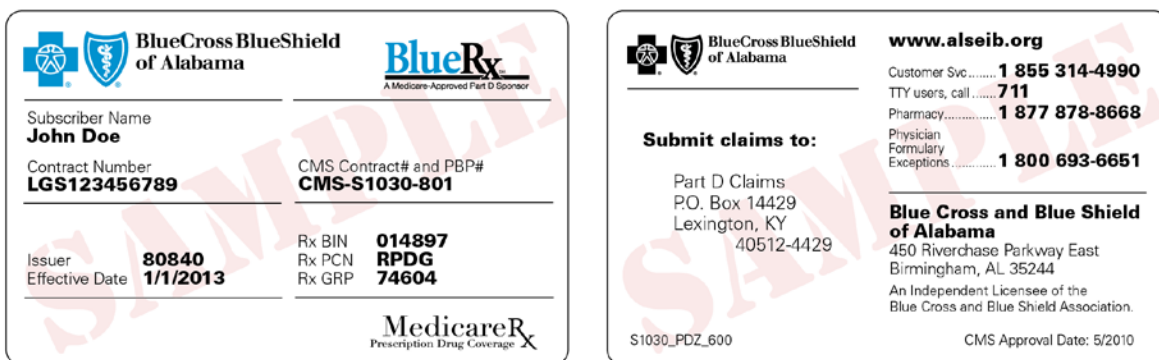 BlueCross BlueShield
of Alabama
BlueRx
A Medicare-Approved Part D Sponsor
Subscriber Name
John Doe
Contract Number
LGS123456789
CMS Contract# and PBP#
CMS-S1030-801
Issuer 80840
Effective Date 1/1/2013
Rx BIN 014897
Rx PCN RPDG
Rx GRP 74604
MedicareRx
Prescription Drug Coverage
SAMPLE
BlueCross BlueShield
of Alabama
Submit claims to:
Part D Claims
P.O. Box 14429
Lexington, KY
40512-4429
S1030_PDZ_600
www.alseib.org
Customer Svc........1 855 314-4990
TTY users, call ......711
Pharmacy..............1 877 878-8668
Physician
Formulary
Exceptions ............1 800 693-6651
Blue Cross and Blue Shield
of Alabama
450 Riverchase Parkway East
Birmingham, AL 35244
An Independent Licensee of the
Blue Cross and Blue Shield Association.
CMS Approval Date: 5/2010
SAMPLE